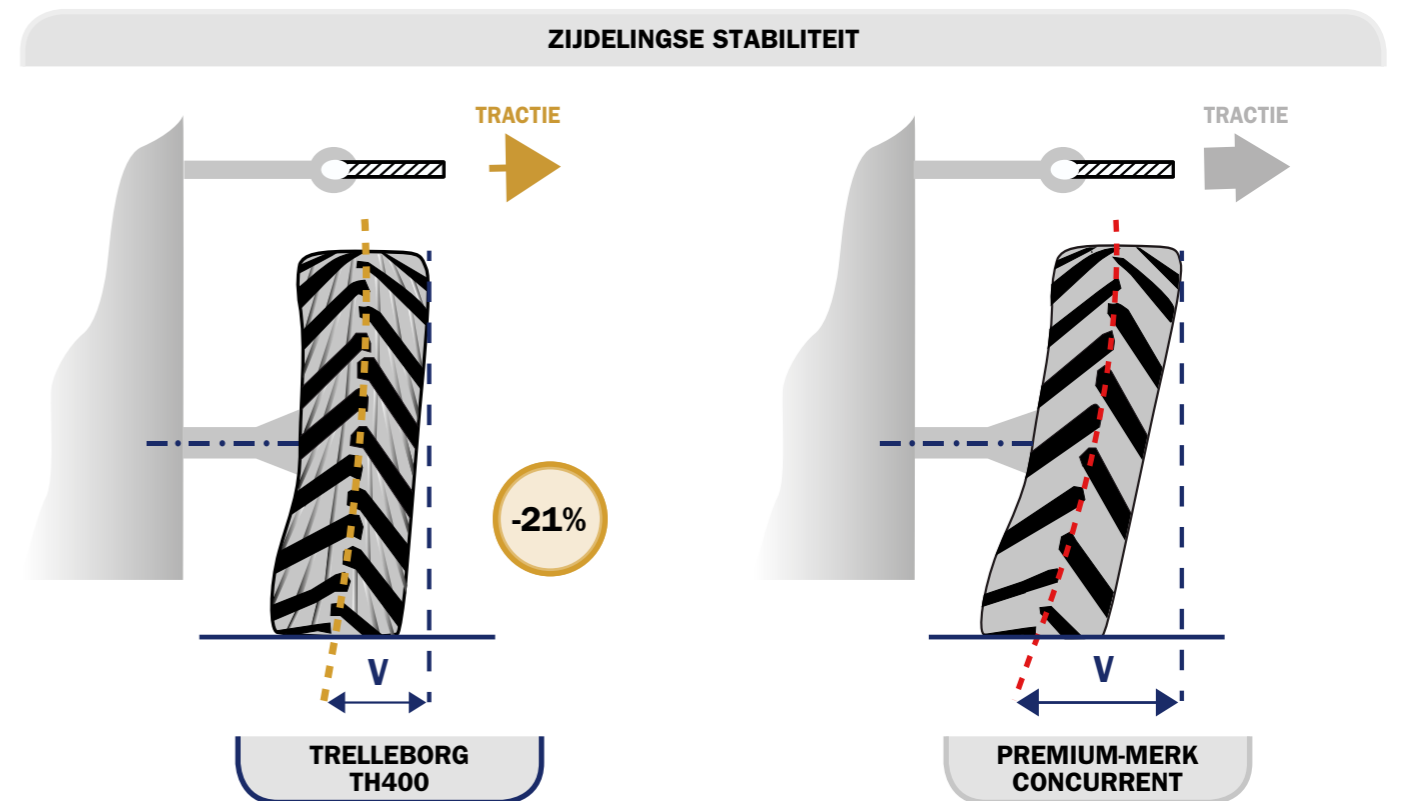 ZIJDELINGSE STABILITEIT
TRACTIE
TRACTIE
-21%
V
V
TRELLEBORG
TH400
PREMIUM-MERK
CONCURRENT